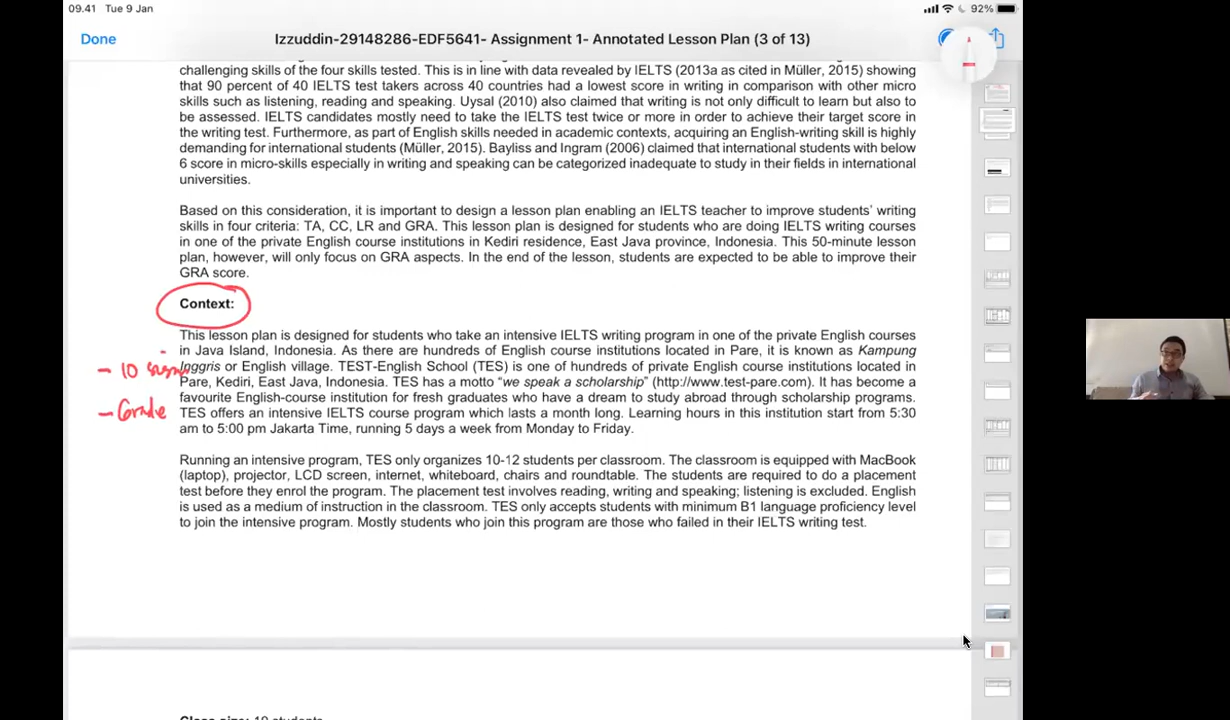 09.41 Tue 9 Jan
92%
Done
Izzuddin-29148286-EDF5641- Assignment 1- Annotated Lesson Plan (3 of 13)
challenging skills of the four skills tested. This is in line with data revealed by IELTS (2013a as cited in Müller, 2015) showing
that 90 percent of 40 IELTS test takers across 40 countries had a lowest score in writing in comparison with other micro
skills such as listening, reading and speaking. Uysal (2010) also claimed that writing is not only difficult to learn but also to
be assessed. IELTS candidates mostly need to take the IELTS test twice or more in order to achieve their target score in
the writing test. Furthermore, as part of English skills needed in academic contexts, acquiring an English-writing skill is highly
demanding for international students (Müller, 2015). Bayliss and Ingram (2006) claimed that international students with below
6 score in micro-skills especially in writing and speaking can be categorized inadequate to study in their fields in international
universities.
Based on this consideration, it is important to design a lesson plan enabling an IELTS teacher to improve students' writing
skills in four criteria: TA, CC, LR and GRA. This lesson plan is designed for students who are doing IELTS writing courses
in one of the private English course institutions in Kediri residence, East Java province, Indonesia. This 50-minute lesson
plan, however, will only focus on GRA aspects. In the end of the lesson, students are expected to be able to improve their
GRA score.
Context:
This lesson plan is designed for students who take an intensive IELTS writing program in one of the private English courses
in Java Island, Indonesia. As there are hundreds of English course institutions located in Pare, it is known as Kampung
- 10
Inggris or English village. TEST-English School (TES) is one of hundreds of private English course institutions located in
Pare, Kediri, East Java, Indonesia. TES has a motto "we speak a scholarship" (http://www.test-pare.com). It has become a
favourite English-course institution for fresh graduates who have a dream to study abroad through scholarship programs.
- Grade
TES offers an intensive IELTS course program which lasts a month long. Learning hours in this institution start from 5:30
am to 5:00 pm Jakarta Time, running 5 days a week from Monday to Friday.
Running an intensive program, TES only organizes 10-12 students per classroom. The classroom is equipped with MacBook
(laptop), projector, LCD screen, internet, whiteboard, chairs and roundtable. The students are required to do a placement
test before they enrol the program. The placement test involves reading, writing and speaking; listening is excluded. English
is used as a medium of instruction in the classroom. TES only accepts students with minimum B1 language proficiency level
to join the intensive program. Mostly students who join this program are those who failed in their IELTS writing test.
Class size: 10 students